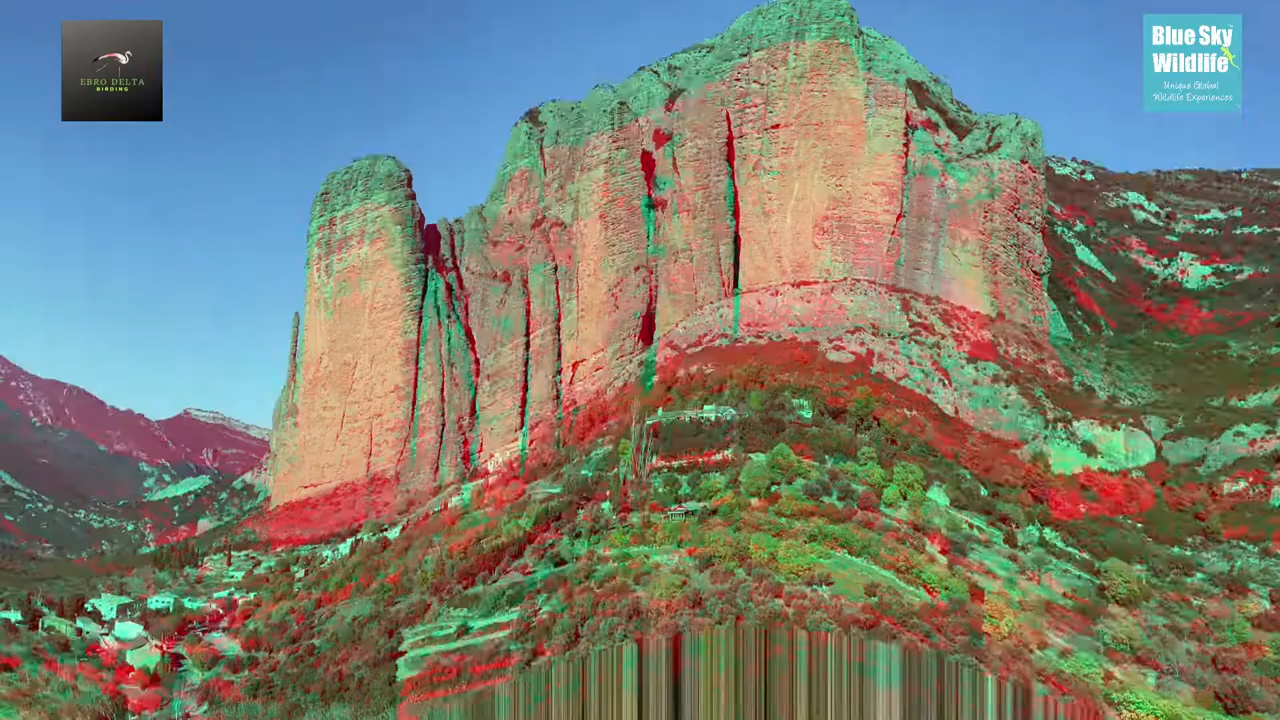 EBRO DELTA
BIRDING
Blue Sky
Wildlife
Unique Global
Wildlife Experiences